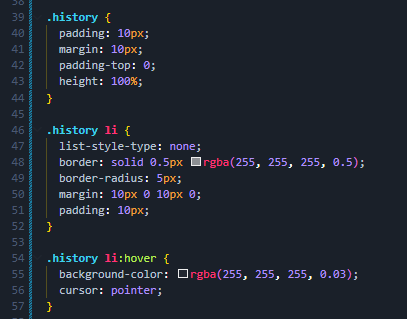 38
39 .history {
40 padding: 10px;
41 margin: 10px;
42 padding-top: 0;
43 height: 100%;
44 }
45
46 .history li {
47 list-style-type: none;
48 border: solid 0.5px rgba(255, 255, 255, 0.5);
49 border-radius: 5px;
50 margin: 10px 0 10px 0;
51 padding: 10px;
52 }
53
54 .history li:hover {
55 background-color: rgba(255, 255, 255, 0.03);
56 cursor: pointer;
57 }